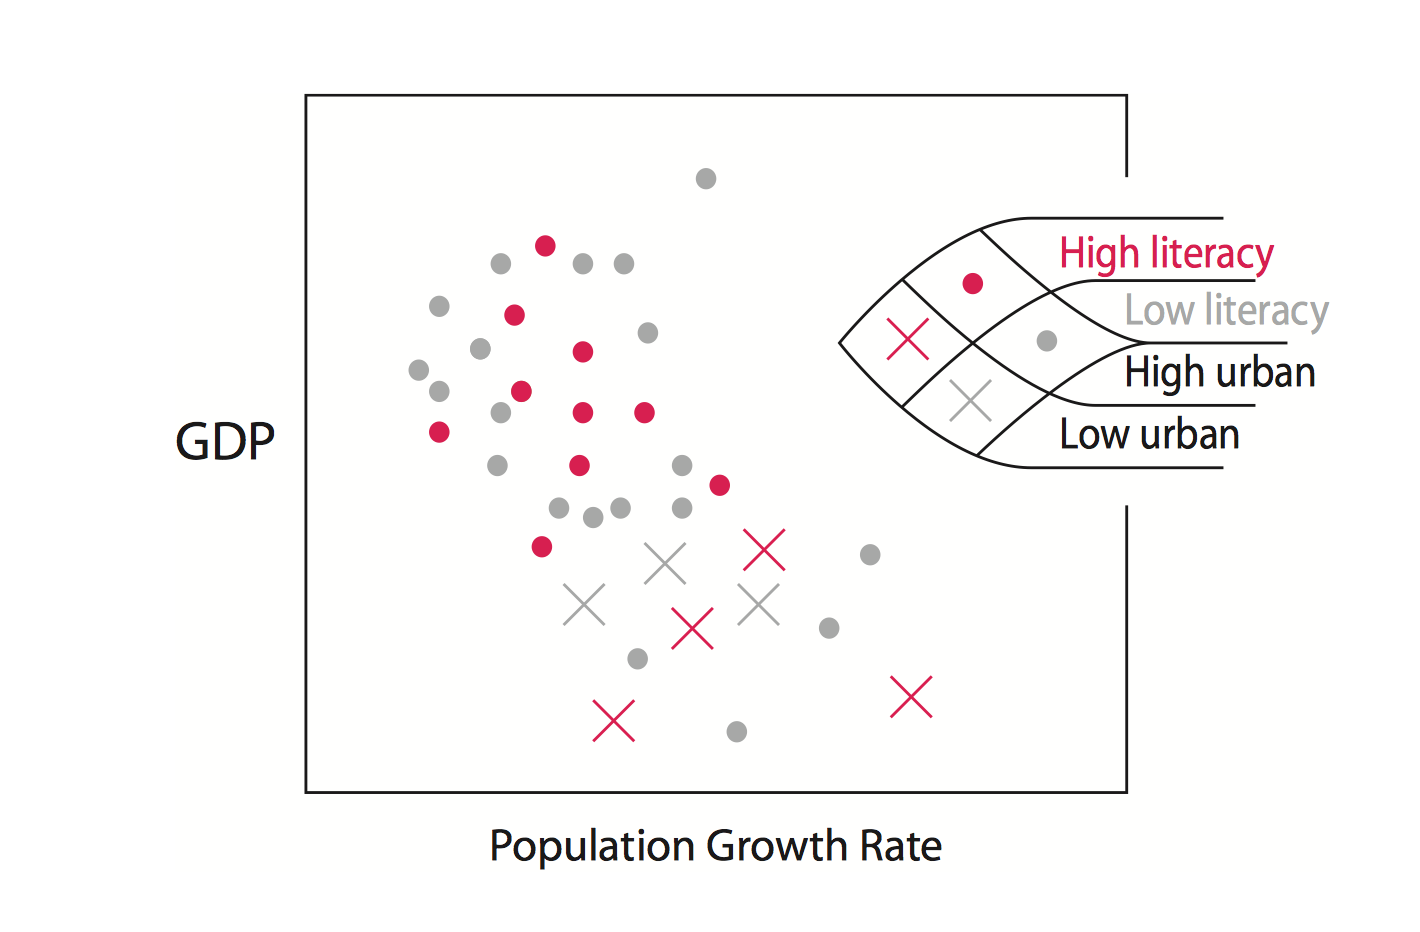 High literacy
Low literacy
High urban
Low urban
GDP
Population Growth Rate